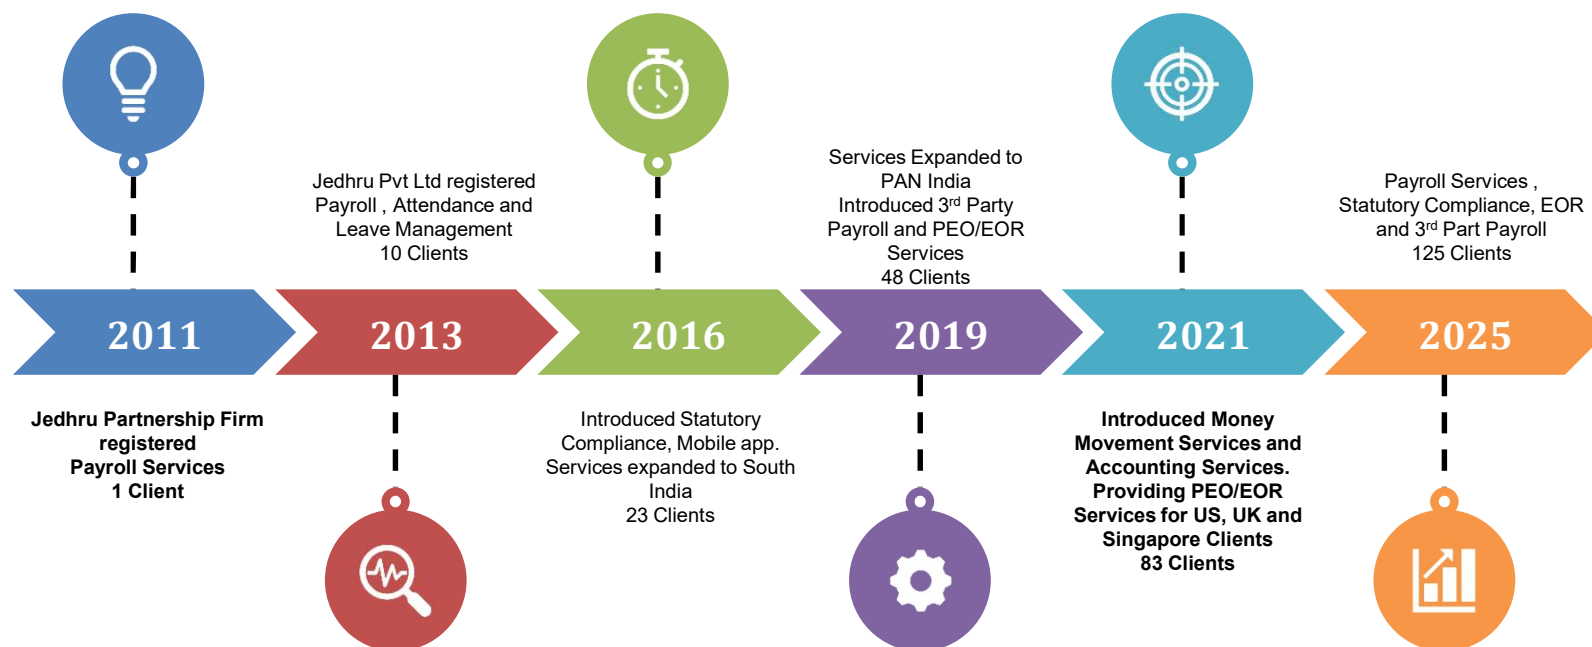 2011
Jedhru Partnership Firm
registered
Payroll Services
1 Client
Jedhru Pvt Ltd registered
Payroll , Attendance and
Leave Management
10 Clients
2013
2016
Introduced Statutory
Compliance, Mobile app.
Services expanded to South
India
23 Clients
Services Expanded to
PAN India
Introduced 3rd Party
Payroll and PEO/EOR
Services
48 Clients
2019
2021
Introduced Money
Movement Services and
Accounting Services.
Providing PEO/EOR
Services for US, UK and
Singapore Clients
83 Clients
Payroll Services ,
Statutory Compliance, EOR
and 3rd Part Payroll
125 Clients
2025